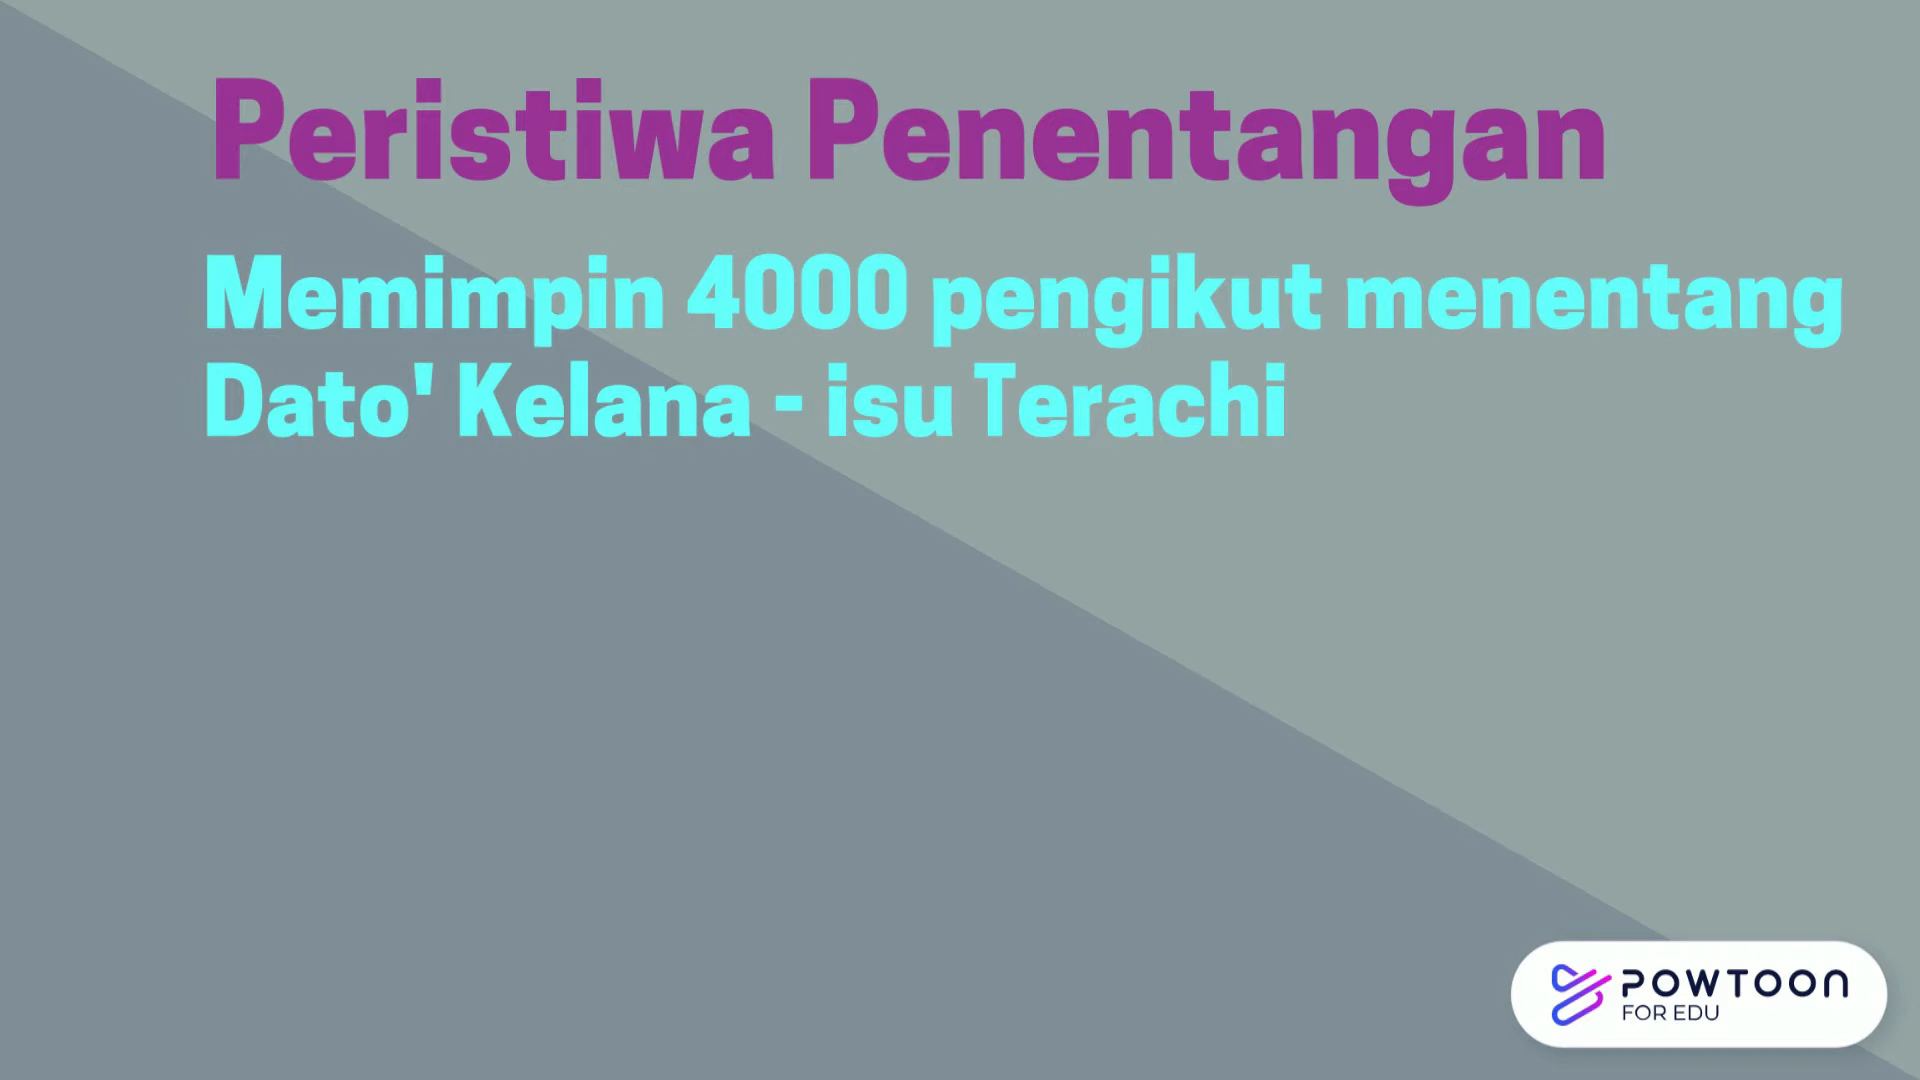 Peristiwa Penentangan
Memimpin 4000 pengikut menentang
Dato' Kelana - isu Terachi
POWTOON
FOR EDU